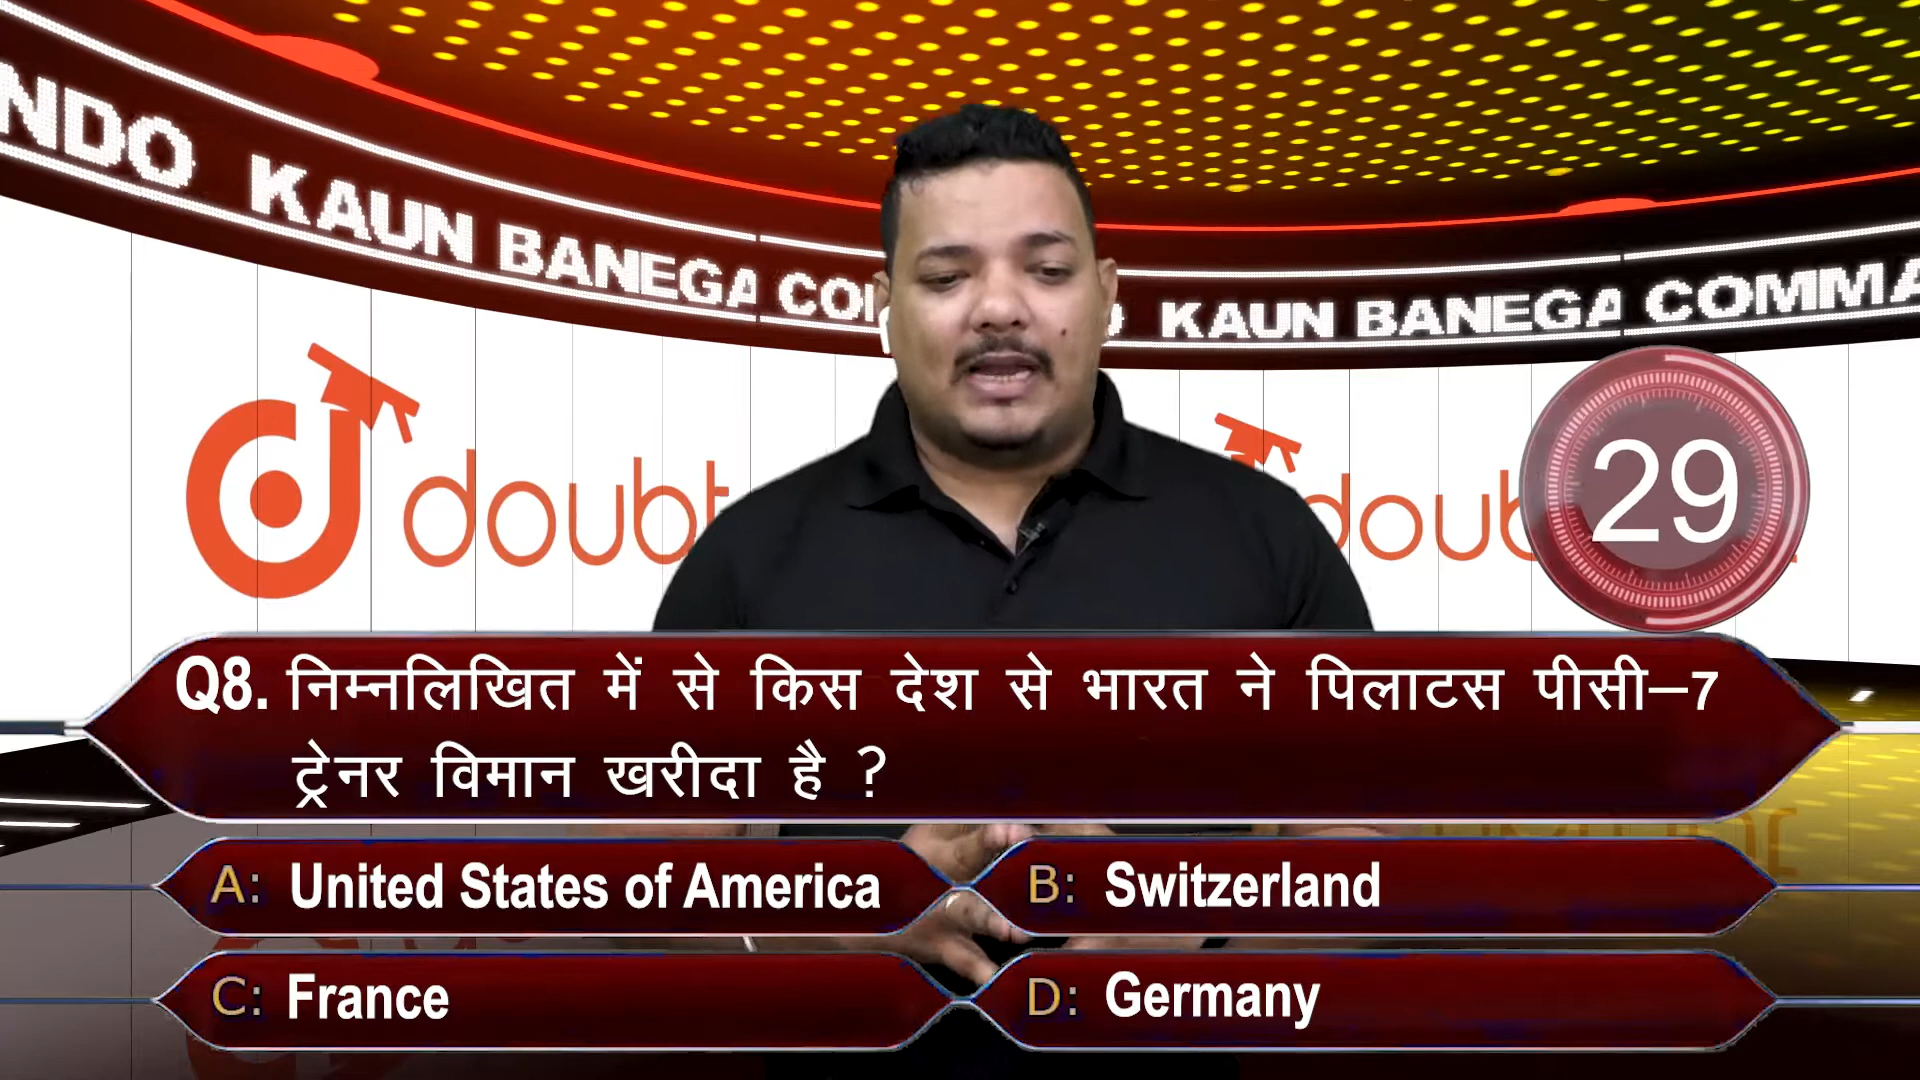 NDO KAUN BANEGA COM O KAUN BANEGA COMMA
doubt doub
29
Q8. निम्नलिखित में से किस देश से भारत ने पिलाटस पीसी–7
ट्रेनर विमान खरीदा है ?
A: United States of America B: Switzerland
C: France D: Germany